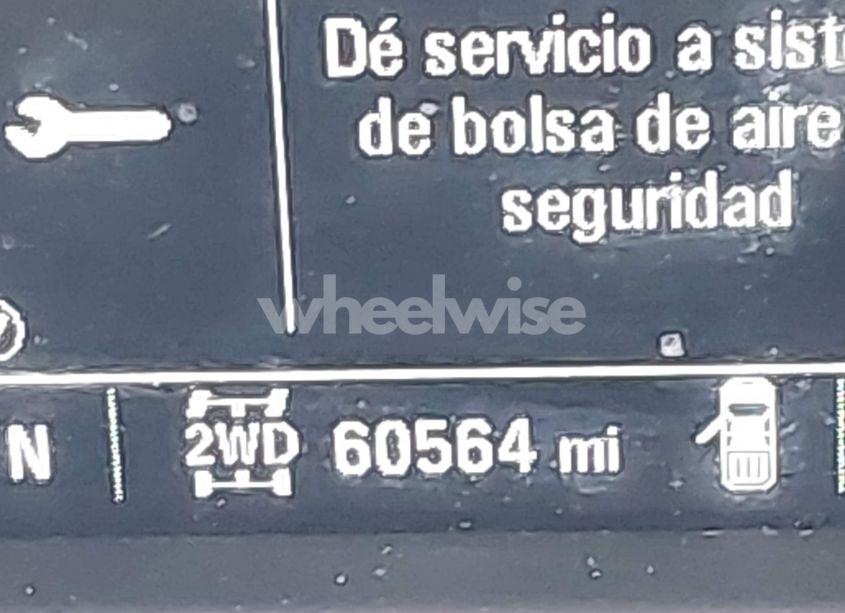 Dé servicio a sist
de bolsa de aire
seguridad
wheelwise
N
2WD
60564 mi